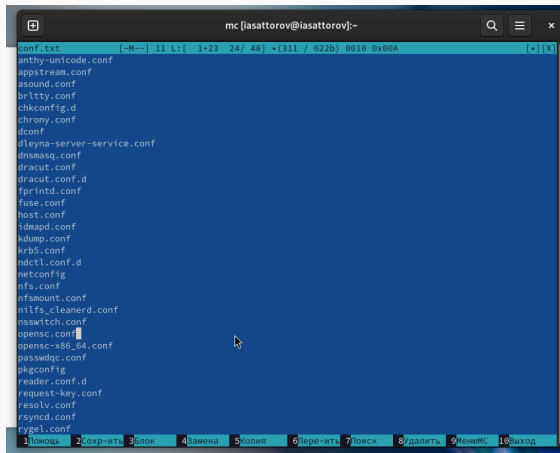 mc [iasattorov@iasattorov]:~
conf.txt [-M--] 11 L:[ 1+23 24/ 48] *(311 / 622b) 0010 0x00A [*][X]
anthy-unicode.conf
appstream.conf
asound.conf
brltty.conf
chkconfig.d
chrony.conf
dconf
dleyna-server-service.conf
dnsmasq.conf
dracut.conf
dracut.conf.d
fprintd.conf
fuse.conf
host.conf
idmapd.conf
kdump.conf
krb5.conf
ndctl.conf.d
netconfig
nfs.conf
nfsmount.conf
nilfs_cleanerd.conf
nsswitch.conf
opensc.conf
opensc-x86_64.conf
passwdqc.conf
pkgconfig
reader.conf.d
request-key.conf
resolv.conf
rsyncd.conf
rygel.conf
1Помощь 2Сохр~ить 3Блок 4Замена 5Копия 6Пере~ить 7Поиск 8Удалить 9МенюMC 10Выход